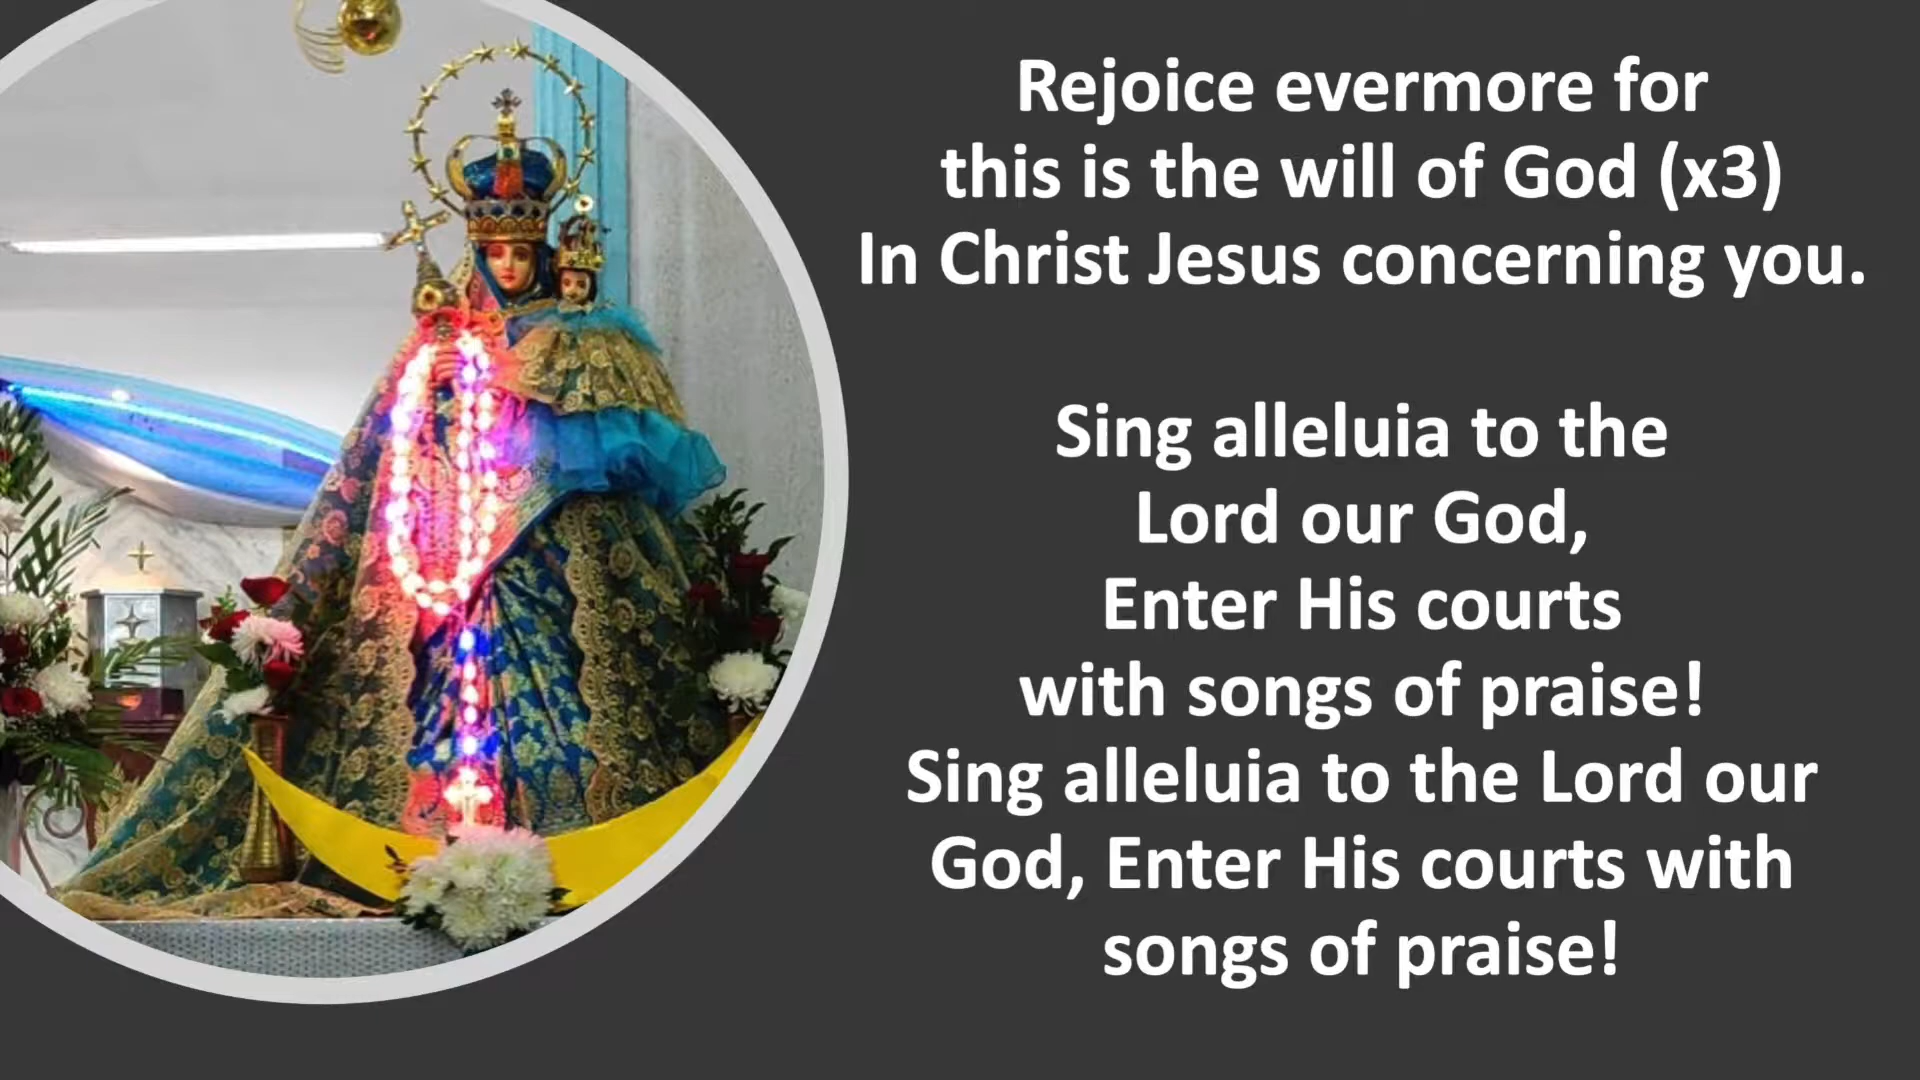 Rejoice evermore for
this is the will of God (x3)
In Christ Jesus concerning you.
Sing alleluia to the
Lord our God,
Enter His courts
with songs of praise!
Sing alleluia to the Lord our
God, Enter His courts with
songs of praise!